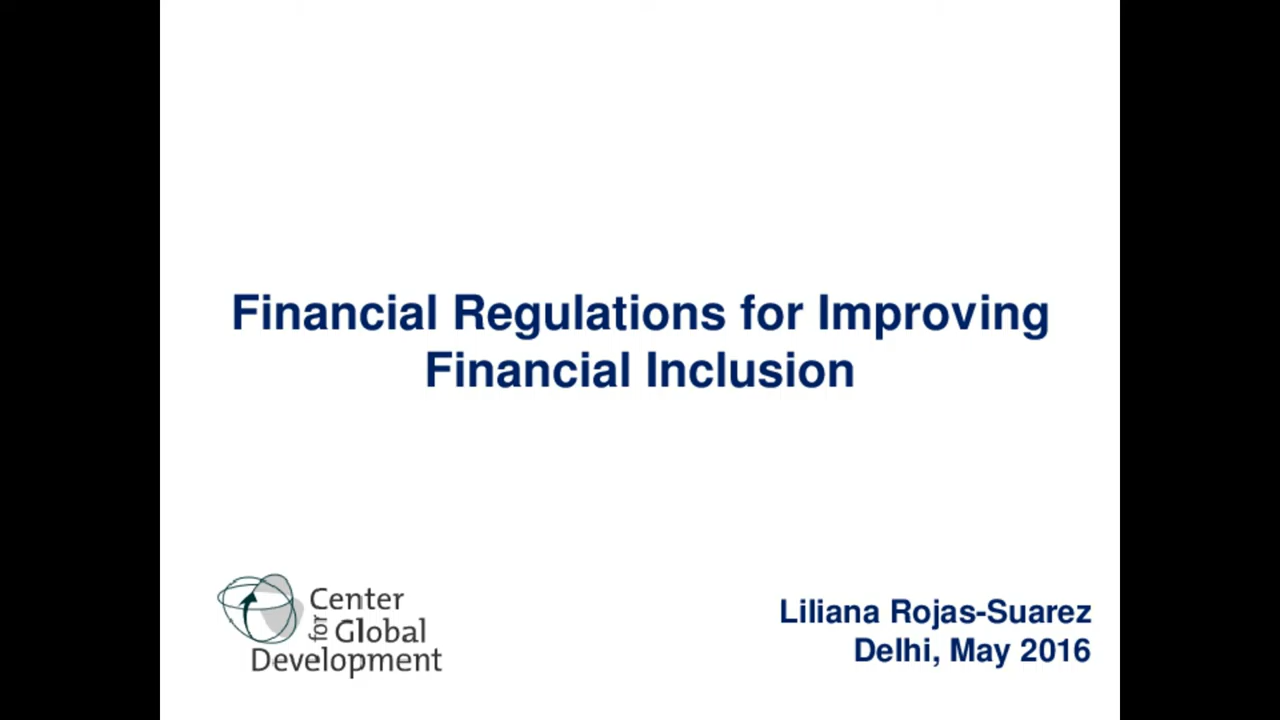 Financial Regulations for Improving
Financial Inclusion
Center
for Global
Development
Liliana Rojas-Suarez
Delhi, May 2016